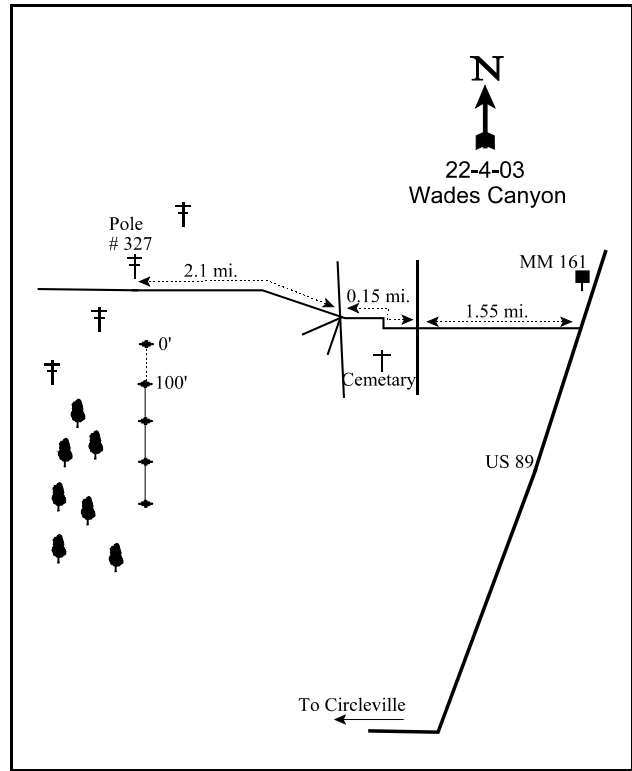 N
22-4-03
Wades Canyon
Pole
# 327
MM 161
2.1 mi.
0.15 mi.
1.55 mi.
0'
Cemetary
100'
US 89
To Circleville